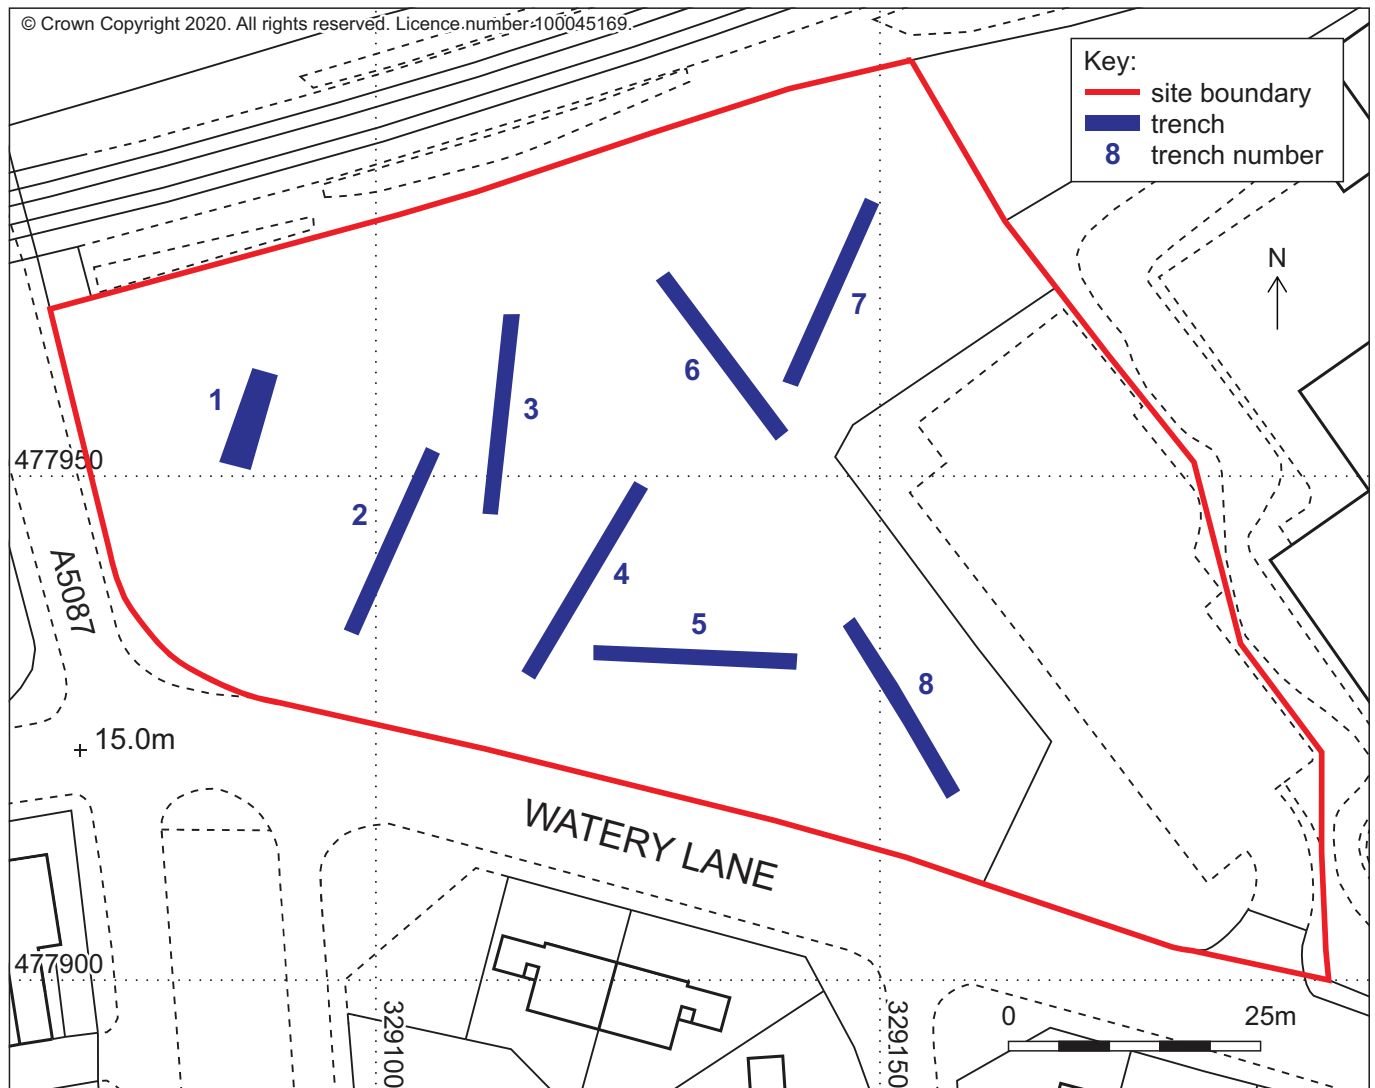 © Crown Copyright 2020. All rights reserved. Licence number 100045169.
Key:
site boundary
trench
8 trench number
N
7
6
1
3
477950
2
4
A5087
5
8
15.0m
WATERY LANE
477900
329100
329150
0 25m